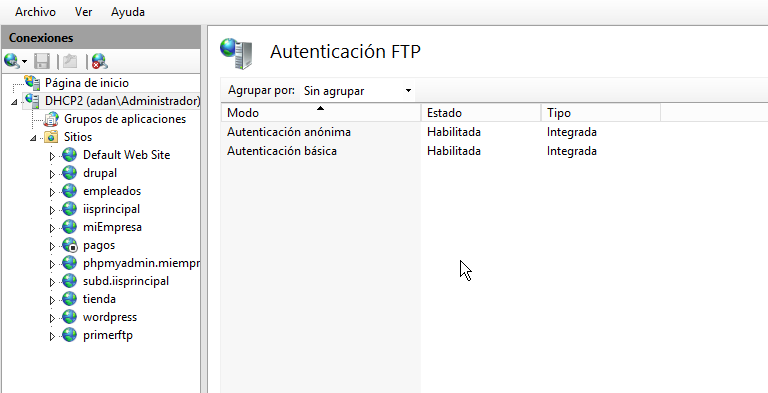 Archivo Ver Ayuda
Conexiones
Página de inicio
DHCP2 (adan\Administrador)
Grupos de aplicaciones
Sitios
Default Web Site
drupal
empleados
iisprincipal
miEmpresa
pagos
phpmyadmin.miempr
subd.iisprincipal
tienda
wordpress
primerftp
Autenticación FTP
Agrupar por: Sin agrupar
Modo Estado Tipo
Autenticación anónima Habilitada Integrada
Autenticación básica Habilitada Integrada